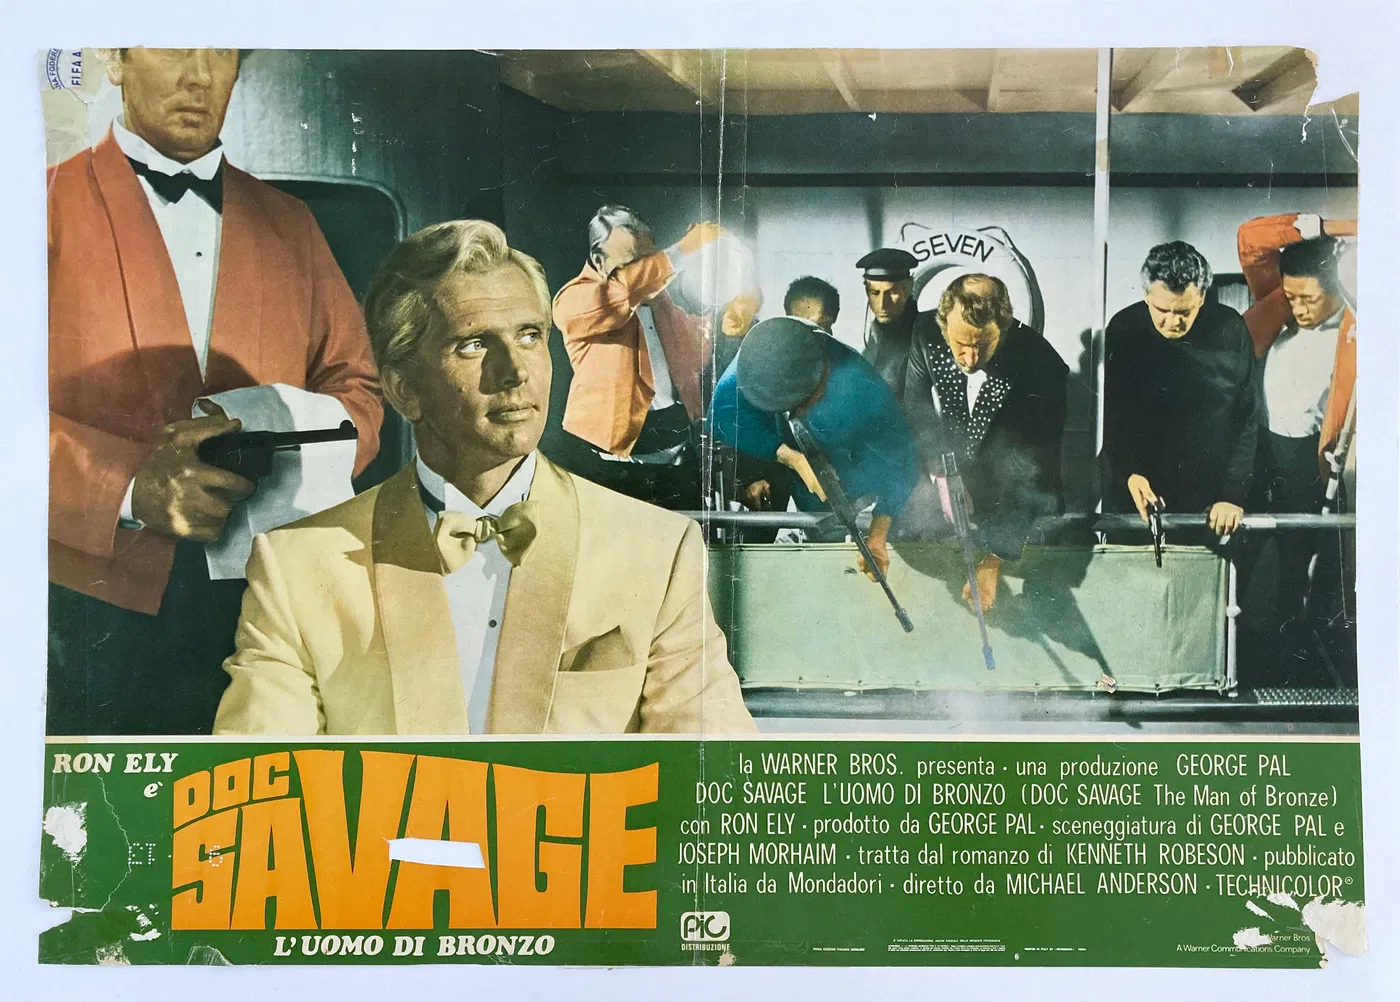 FIFA A
SEVEN
RON ELY
è
DOC
SAVAGE
L'UOMO DI BRONZO
la WARNER BROS. presenta · una produzione GEORGE PAL
DOC SAVAGE L'UOMO DI BRONZO (DOC SAVAGE The Man of Bronze)
con RON ELY · prodotto da GEORGE PAL · sceneggiatura di GEORGE PAL e
JOSEPH MORHAIM · tratta dal romanzo di KENNETH ROBESON · pubblicato
in Italia da Mondadori · diretto da MICHAEL ANDERSON · TECHNICOLOR®
PIC
DISTRIBUZIONE
Warner Bros
A Warner Communications Company